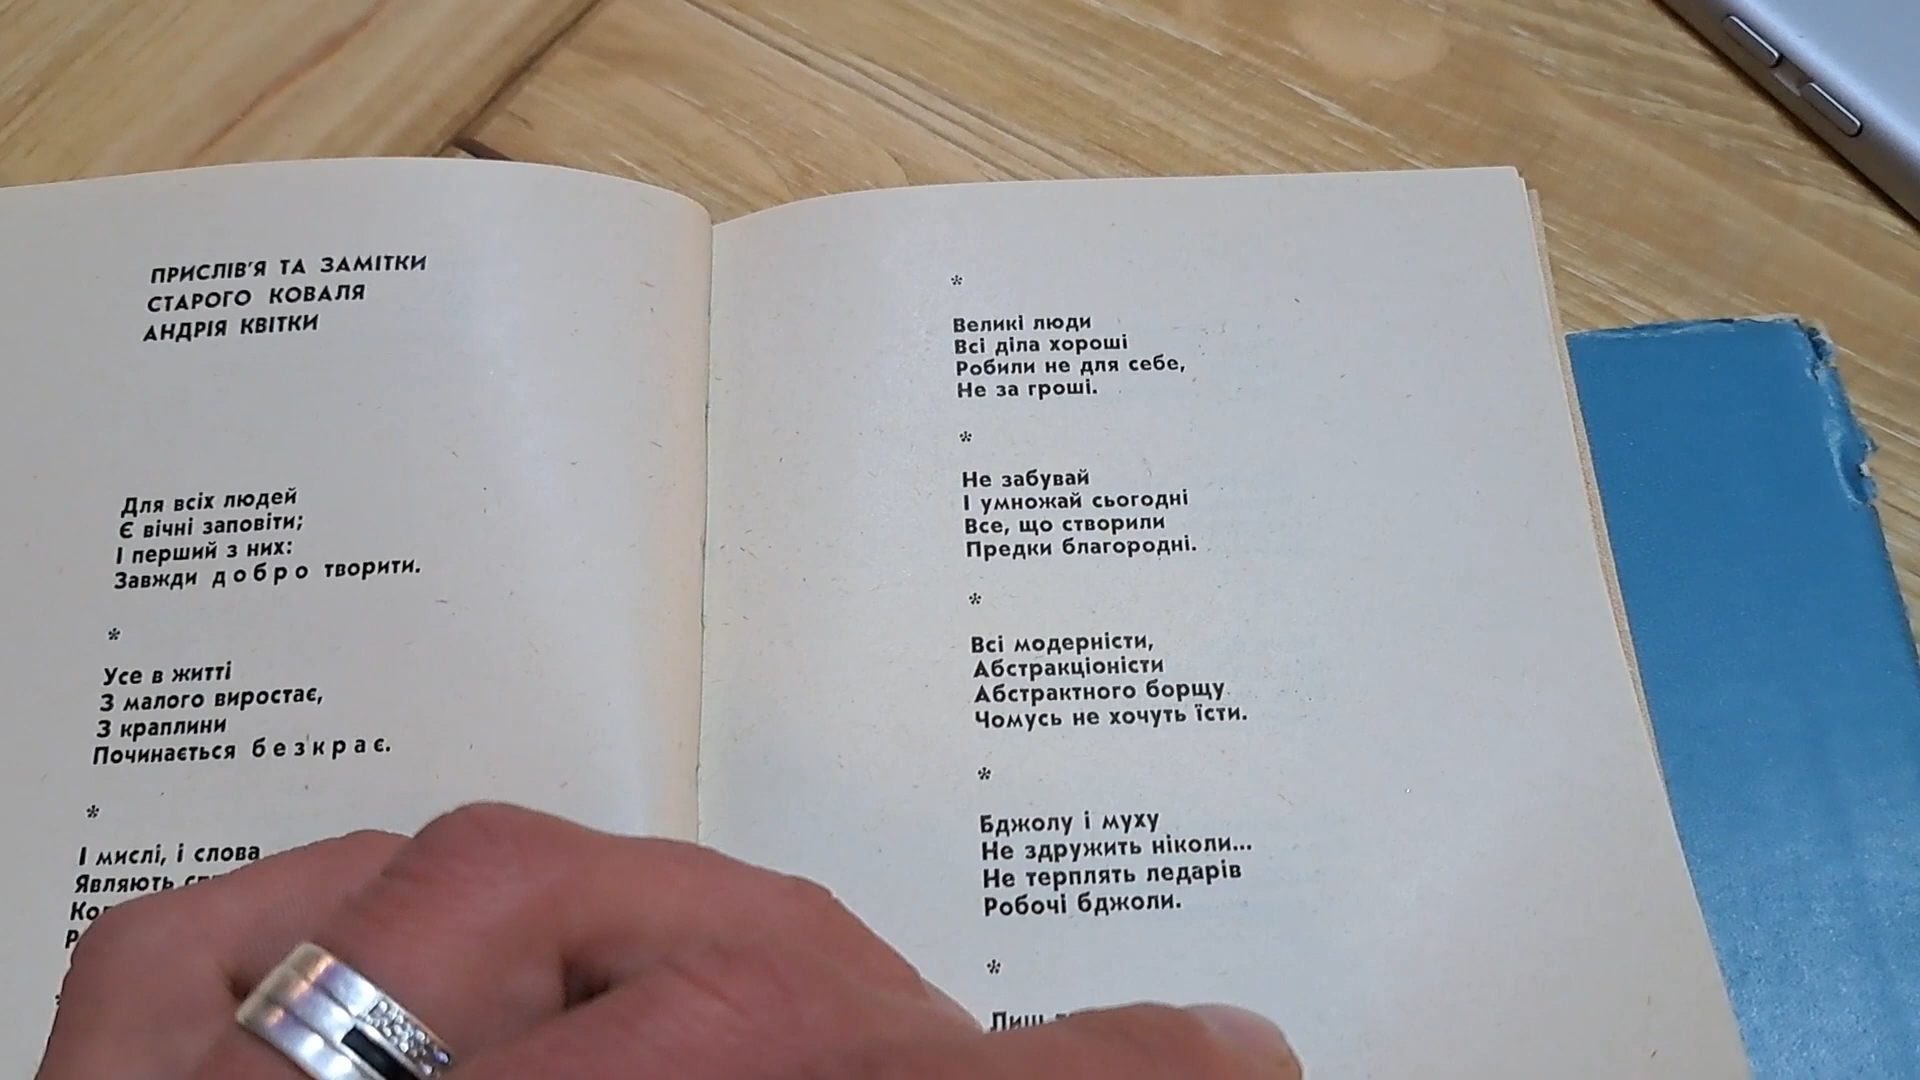 ПРИСЛІВ'Я ТА ЗАМІТКИ
СТАРОГО КОВАЛЯ
АНДРІЯ КВІТКИ
Для всіх людей
Є вічні заповіти;
І перший з них:
Завжди д о б р о творити.
*
Усе в житті
З малого виростає,
З краплини
Починається б е з к р а є.
*
І мислі, і слова
Являють
*
Великі люди
Всі діла хороші
Робили не для себе,
Не за гроші.
*
Не забувай
І умножай сьогодні
Все, що створили
Предки благородні.
*
Всі модерністи,
Абстракціоністи
Абстрактного борщу
Чомусь не хочуть їсти.
*
Бджолу і муху
Не здружить ніколи...
Не терплять ледарів
Робочі бджоли.
*
Лиш